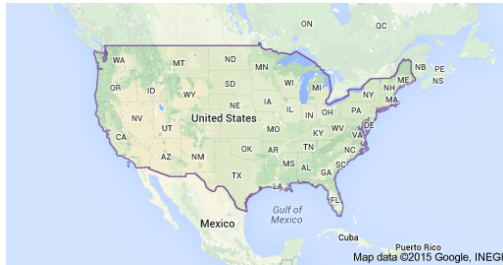 ON
QC
WA
MT
ND
MN
NB
PE
NS
ME
OR
ID
SD
WI
MI
NY
NH
MA
WY
NE
IA
PA
NV
UT
United States
IL
IN
OH
DE
CA
MO
KY
WV
VA
AZ
NM
OK
AR
TN
NC
MS
AL
SC
GA
TX
LA
FL
Gulf of
Mexico
Mexico
Cuba
Puerto Rico
Map data ©2015 Google, INEGI